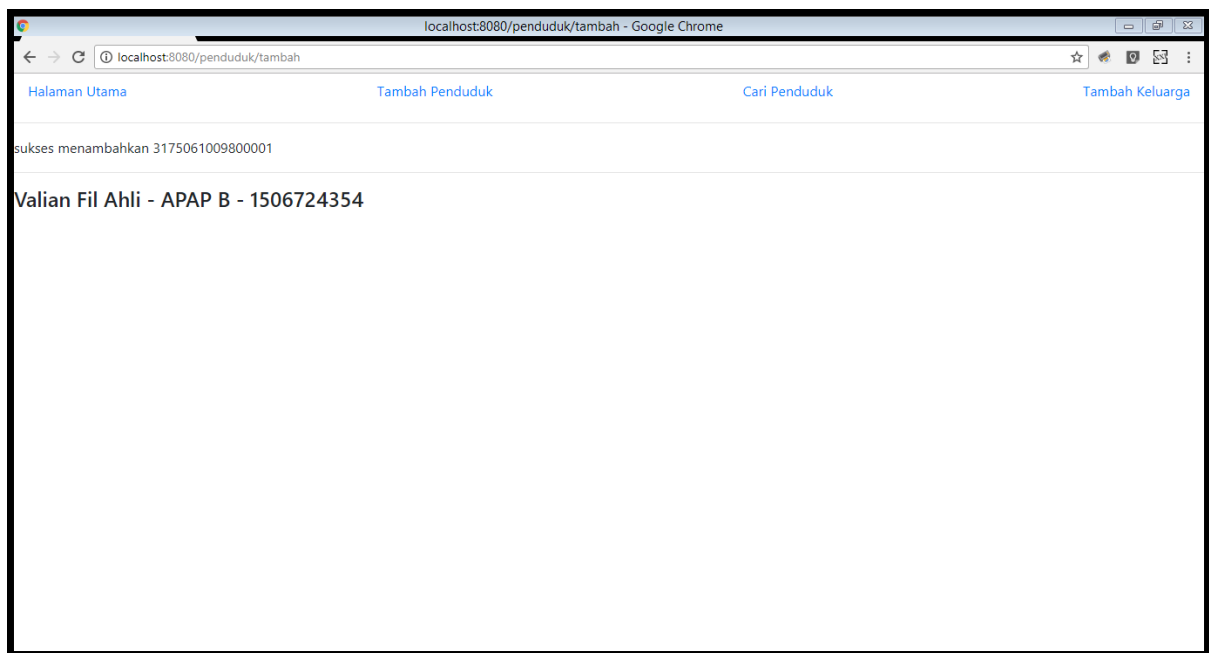 localhost:8080/penduduk/tambah - Google Chrome
localhost:8080/penduduk/tambah
Halaman Utama Tambah Penduduk Cari Penduduk Tambah Keluarga
sukses menambahkan 3175061009800001
Valian Fil Ahli - APAP B - 1506724354